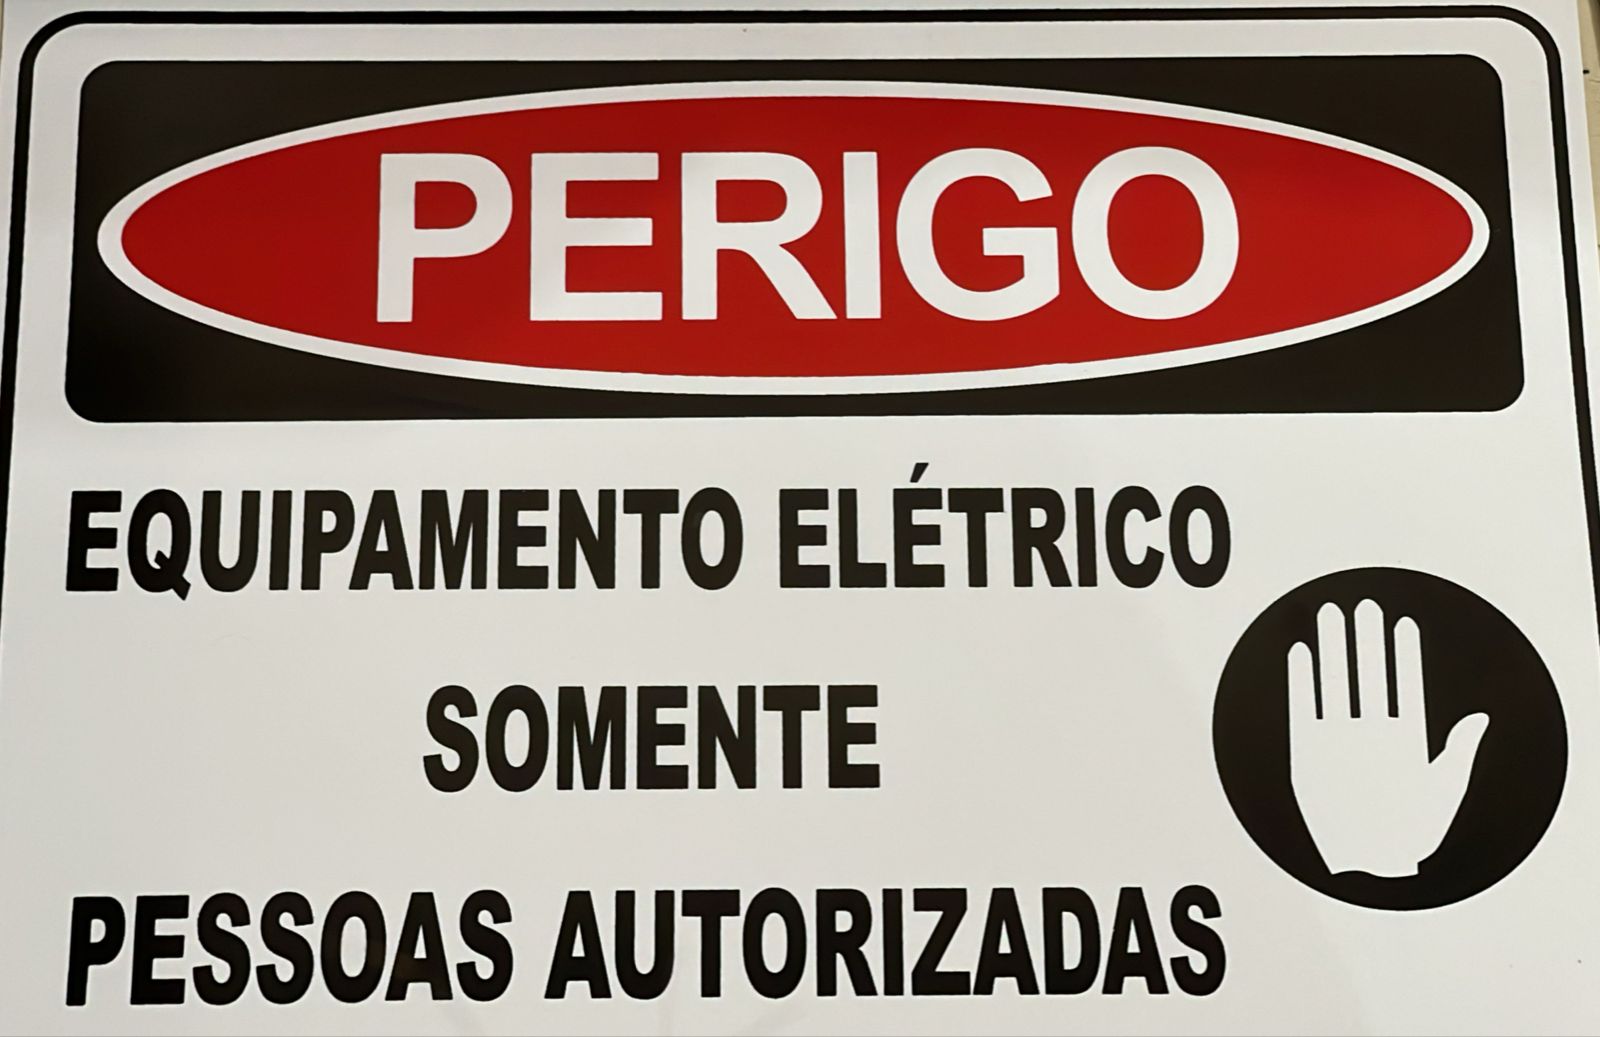 PERIGO
EQUIPAMENTO ELÉTRICO
SOMENTE
PESSOAS AUTORIZADAS